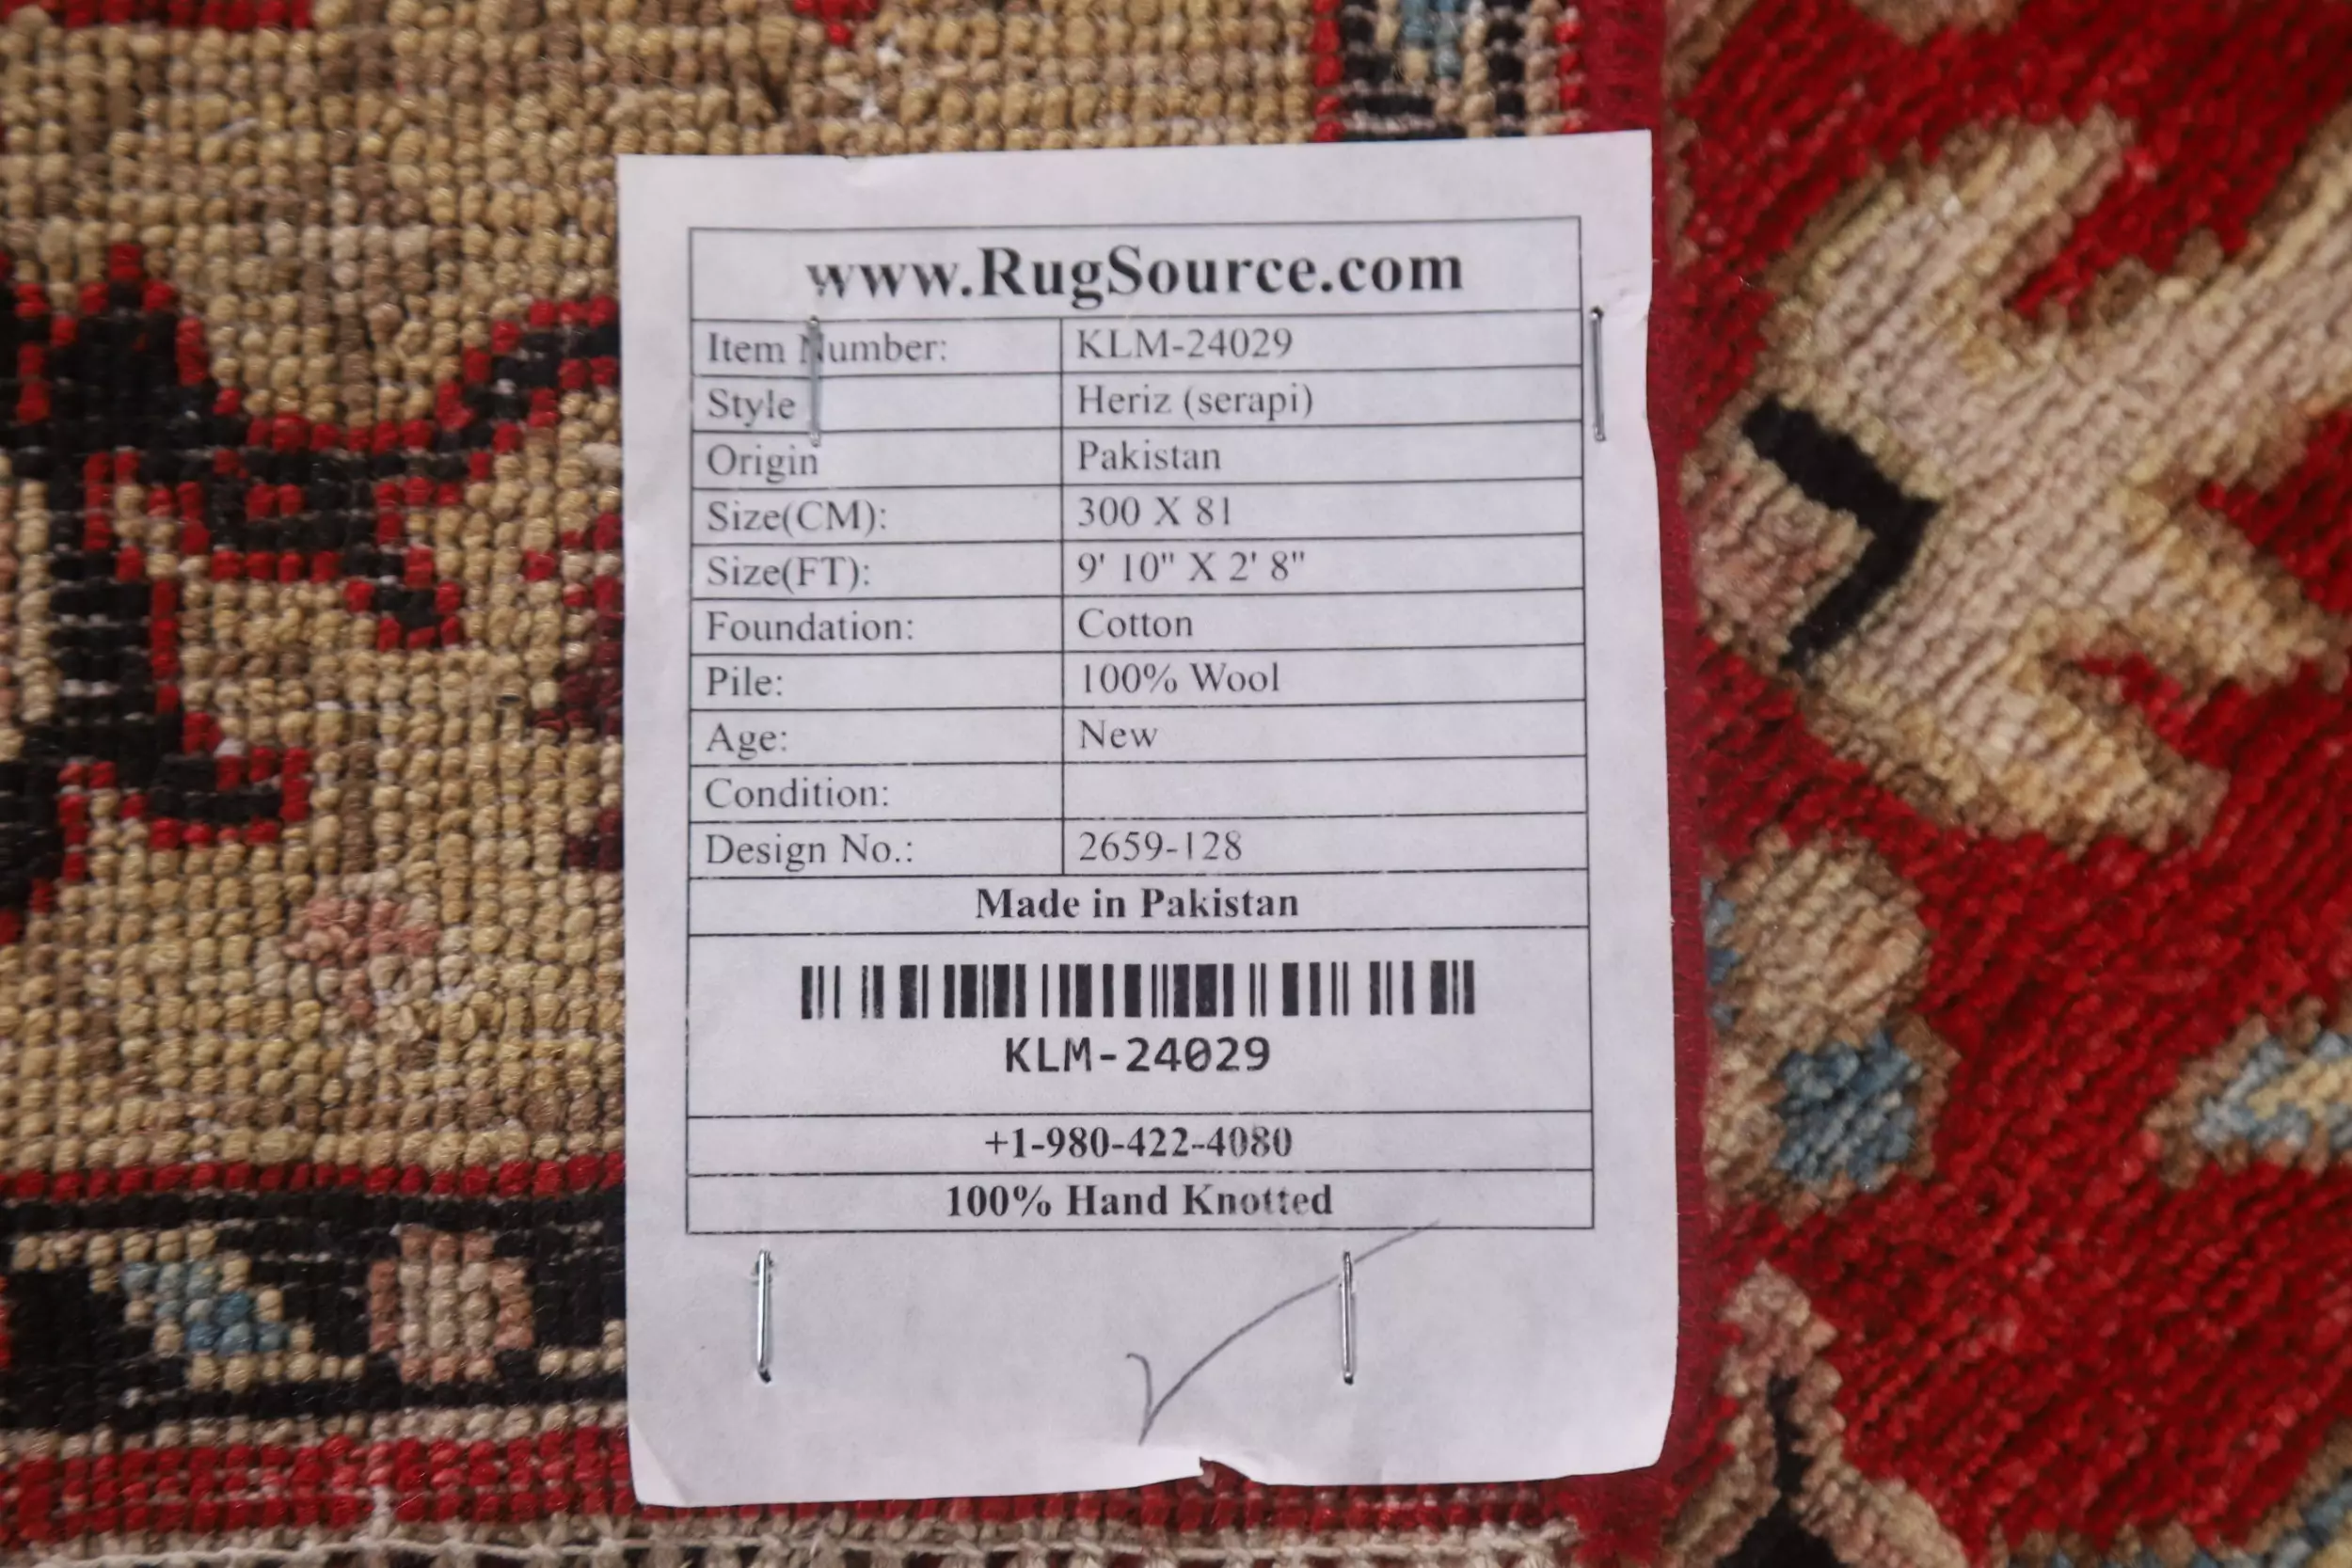 www.RugSource.com
Item Number: KLM-24029
Style Heriz (serapi)
Origin Pakistan
Size(CM): 300 X 81
Size(FT): 9' 10" X 2' 8"
Foundation: Cotton
Pile: 100% Wool
Age: New
Condition:
Design No.: 2659-128
Made in Pakistan
KLM-24029
+1-980-422-4080
100% Hand Knotted